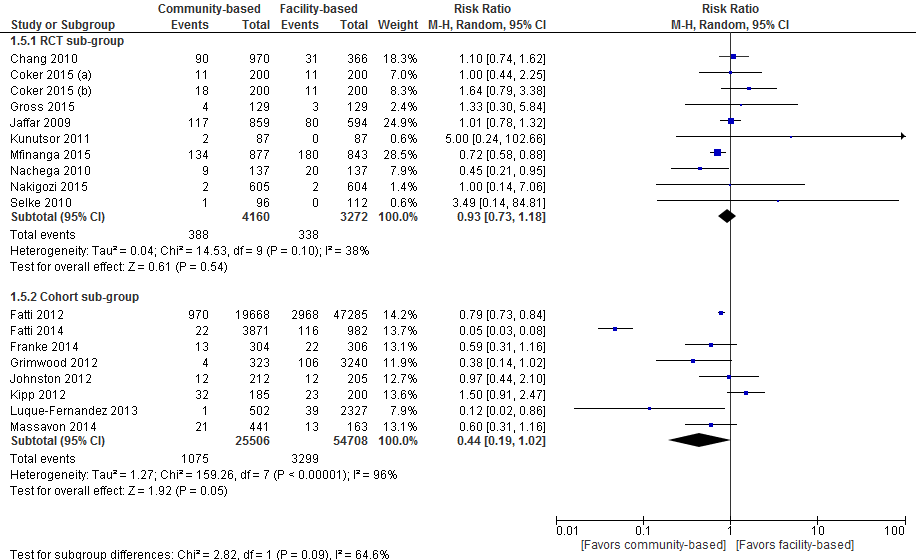 Community-based Facility-based Risk Ratio Risk Ratio
Study or Subgroup Events Total Events Total Weight M-H, Random, 95% CI M-H, Random, 95% CI
1.5.1 RCT sub-group
Chang 2010 90 970 31 366 18.3% 1.10 [0.74, 1.62]
Coker 2015 (a) 11 200 11 200 7.0% 1.00 [0.44, 2.25]
Coker 2015 (b) 18 200 11 200 8.3% 1.64 [0.79, 3.38]
Gross 2015 4 129 3 129 2.4% 1.33 [0.30, 5.84]
Jaffar 2009 117 859 80 594 24.9% 1.01 [0.78, 1.32]
Kunutsor 2011 2 87 0 87 0.6% 5.00 [0.24, 102.66]
Mfinanga 2015 134 877 180 843 28.5% 0.72 [0.58, 0.88]
Nachega 2010 9 137 20 137 8.1% 0.45 [0.21, 0.95]
Nakigozi 2015 2 605 2 604 1.4% 1.00 [0.14, 7.06]
Selke 2010 1 96 0 112 0.6% 3.49 [0.14, 84.81]
Subtotal (95% CI) 4160 3272 100.0% 0.93 [0.73, 1.18]
Total events 388 338
Heterogeneity: Tau² = 0.04; Chi² = 14.53, df = 9 (P = 0.10); I² = 38%
Test for overall effect: Z = 0.61 (P = 0.54)
1.5.2 Cohort sub-group
Fatti 2012 970 19668 2968 47285 14.2% 0.79 [0.73, 0.84]
Fatti 2014 22 3871 116 982 13.7% 0.05 [0.03, 0.08]
Franke 2014 13 304 22 306 13.1% 0.59 [0.31, 1.16]
Grimwood 2012 4 323 106 3240 11.9% 0.38 [0.14, 1.02]
Johnston 2012 12 212 12 205 12.7% 0.97 [0.44, 2.10]
Kipp 2012 32 185 23 200 13.6% 1.50 [0.91, 2.47]
Luque-Fernandez 2013 1 502 39 2327 7.9% 0.12 [0.02, 0.86]
Massavon 2014 21 441 13 163 13.0% 0.60 [0.31, 1.16]
Subtotal (95% CI) 25506 54708 100.0% 0.44 [0.19, 1.02]
Total events 1075 3299
Heterogeneity: Tau² = 1.27; Chi² = 159.26, df = 7 (P < 0.00001); I² = 96%
Test for overall effect: Z = 1.92 (P = 0.05)
0.01 0.1 1 10 100
[Favors community-based] [Favors facility-based]
Test for subgroup differences: Chi² = 2.82, df = 1 (P = 0.09), I² = 64.6%